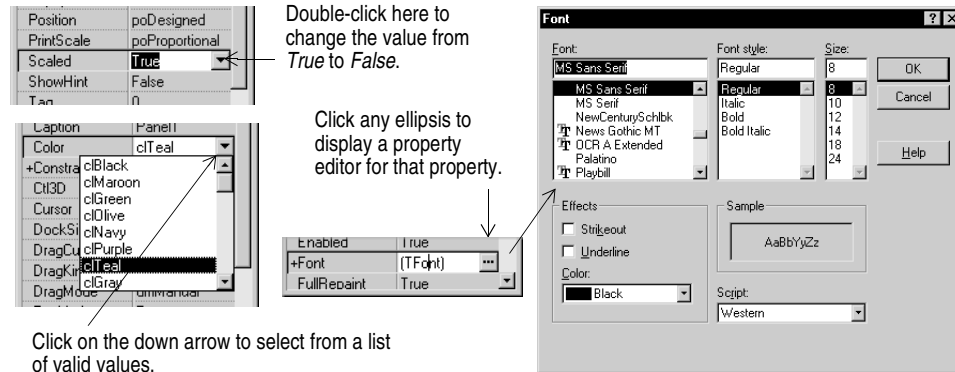 Position poDesigned
PrintScale poProportional
Scaled True
ShowHint False
Tag 0
Double-click here to
change the value from
True to False.
Caption Panel1
Color clTeal
+Constra
Ctl3D
Cursor
DockSi
DragCu
DragKin
DragMode dmManual
clBlack
clMaroon
clGreen
clOlive
clNavy
clPurple
clTeal
clGray
Click on the down arrow to select from a list
of valid values.
Click any ellipsis to
display a property
editor for that property.
Enabled True
+Font (TFont) ...
FullRepaint True
Font
Font: Font style: Size:
MS Sans Serif Regular 8
MS Sans Serif
MS Serif
NewCenturySchlbk
News Gothic MT
OCR A Extended
Palatino
Playbill
Regular
Italic
Bold
Bold Italic
8
10
12
14
18
24
OK
Cancel
Help
Effects
Strikeout
Underline
Color:
Black
Sample
AaBbYyZz
Script:
Western